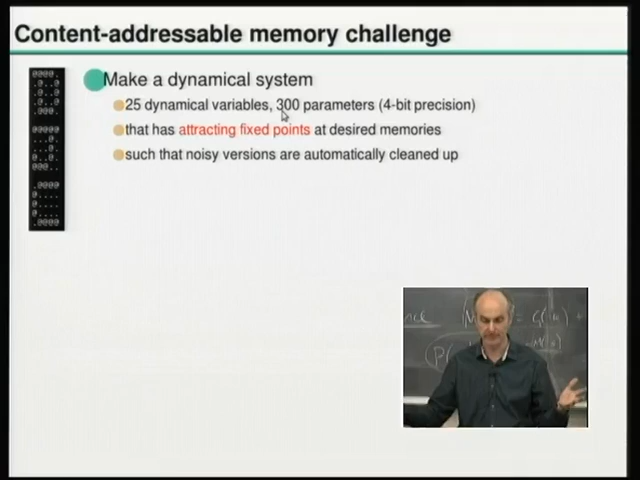 Content-addressable memory challenge
Make a dynamical system
25 dynamical variables, 300 parameters (4-bit precision)
that has attracting fixed points at desired memories
such that noisy versions are automatically cleaned up